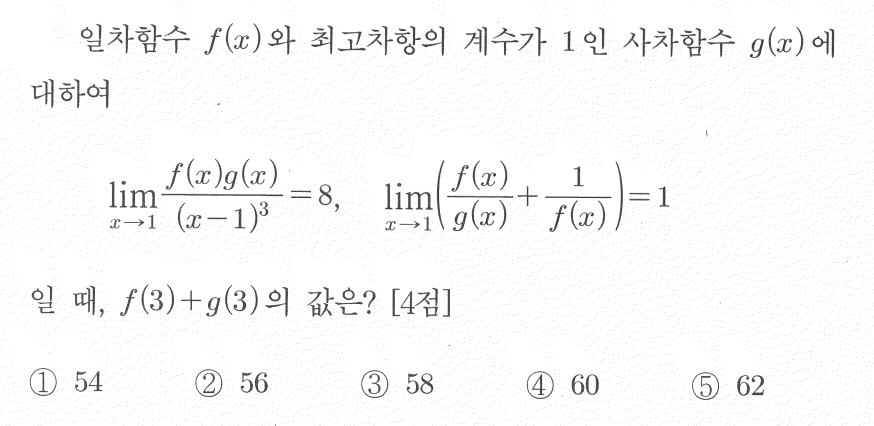 일차함수 f(x)와 최고차항의 계수가 1인 사차함수 g(x)에
대하여
lim_{x→1} f(x)g(x)/(x−1)³ = 8, lim_{x→1} ( f(x)/g(x) + 1/f(x) ) = 1
일 때, f(3)+g(3)의 값은? [4점]
① 54 ② 56 ③ 58 ④ 60 ⑤ 62